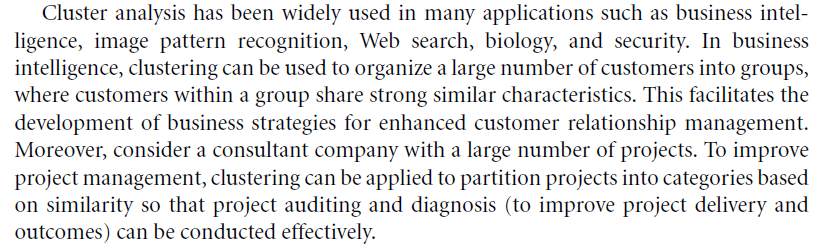 Cluster analysis has been widely used in many applications such as business intel-
ligence, image pattern recognition, Web search, biology, and security. In business
intelligence, clustering can be used to organize a large number of customers into groups,
where customers within a group share strong similar characteristics. This facilitates the
development of business strategies for enhanced customer relationship management.
Moreover, consider a consultant company with a large number of projects. To improve
project management, clustering can be applied to partition projects into categories based
on similarity so that project auditing and diagnosis (to improve project delivery and
outcomes) can be conducted effectively.